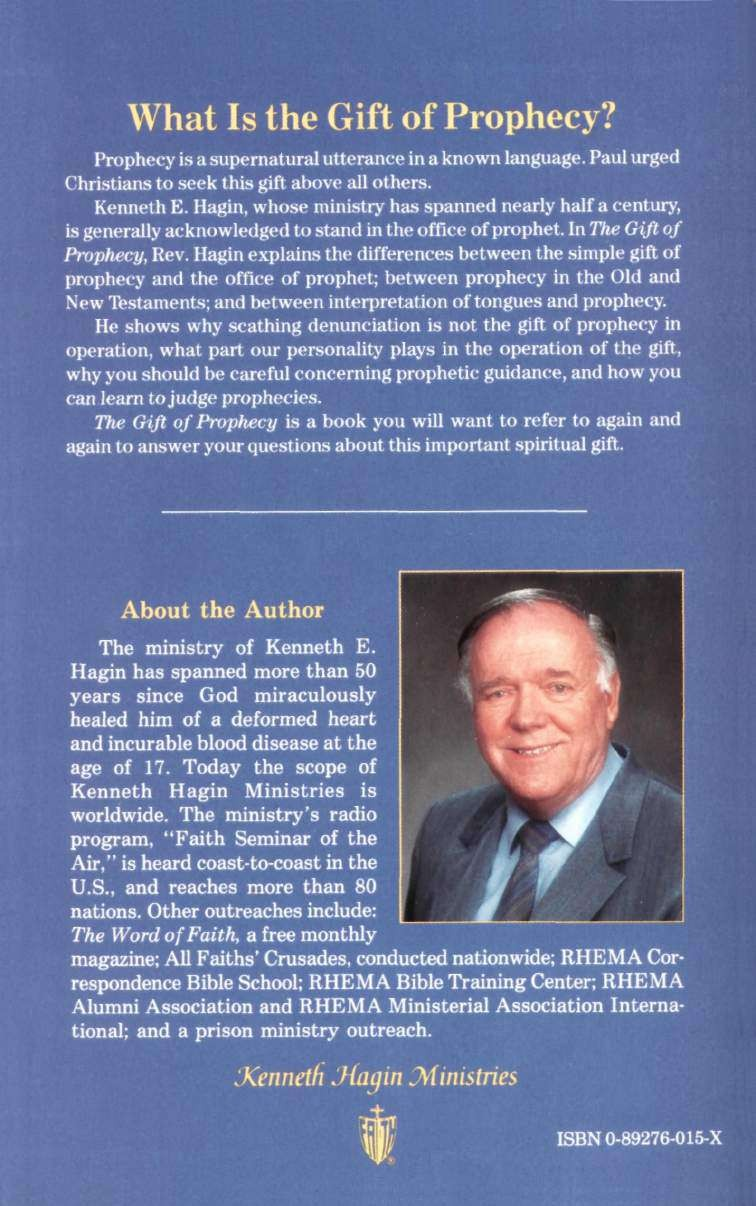 What Is the Gift of Prophecy?
Prophecy is a supernatural utterance in a known language. Paul urged
Christians to seek this gift above all others.
Kenneth E. Hagin, whose ministry has spanned nearly half a century,
is generally acknowledged to stand in the office of prophet. In The Gift of
Prophecy, Rev. Hagin explains the differences between the simple gift of
prophecy and the office of prophet; between prophecy in the Old and
New Testaments; and between interpretation of tongues and prophecy.
He shows why scathing denunciation is not the gift of prophecy in
operation, what part our personality plays in the operation of the gift,
why you should be careful concerning prophetic guidance, and how you
can learn to judge prophecies.
The Gift of Prophecy is a book you will want to refer to again and
again to answer your questions about this important spiritual gift.
About the Author
The ministry of Kenneth E.
Hagin has spanned more than 50
years since God miraculously
healed him of a deformed heart
and incurable blood disease at the
age of 17. Today the scope of
Kenneth Hagin Ministries is
worldwide. The ministry's radio
program, "Faith Seminar of the
Air," is heard coast-to-coast in the
U.S., and reaches more than 80
nations. Other outreaches include:
The Word of Faith, a free monthly
magazine; All Faiths' Crusades, conducted nationwide; RHEMA Cor-
respondence Bible School; RHEMA Bible Training Center; RHEMA
Alumni Association and RHEMA Ministerial Association Interna-
tional; and a prison ministry outreach.
Kenneth Hagin Ministries
FAITH
®
ISBN 0-89276-015-X